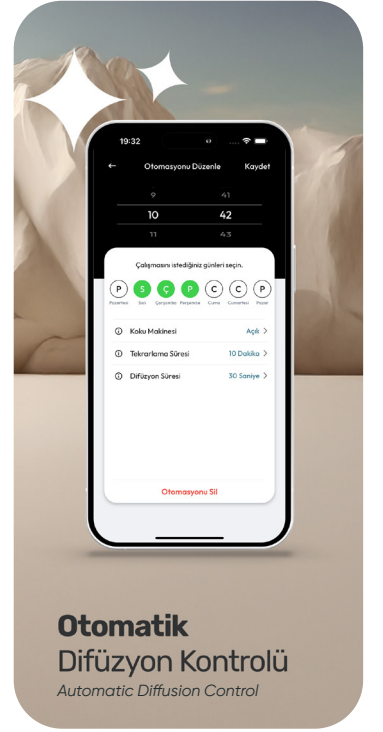 19:32
Otomasyonu Düzenle Kaydet
9 41
10 42
11 43
Çalışmasını istediğiniz günleri seçin.
P S Ç P C C P
Pazartesi Salı Çarşamba Perşembe Cuma Cumartesi Pazar
Koku Makinesi Açık
Tekrarlama Süresi 10 Dakika
Difüzyon Süresi 30 Saniye
Otomasyonu Sil
Otomatik
Difüzyon Kontrolü
Automatic Diffusion Control